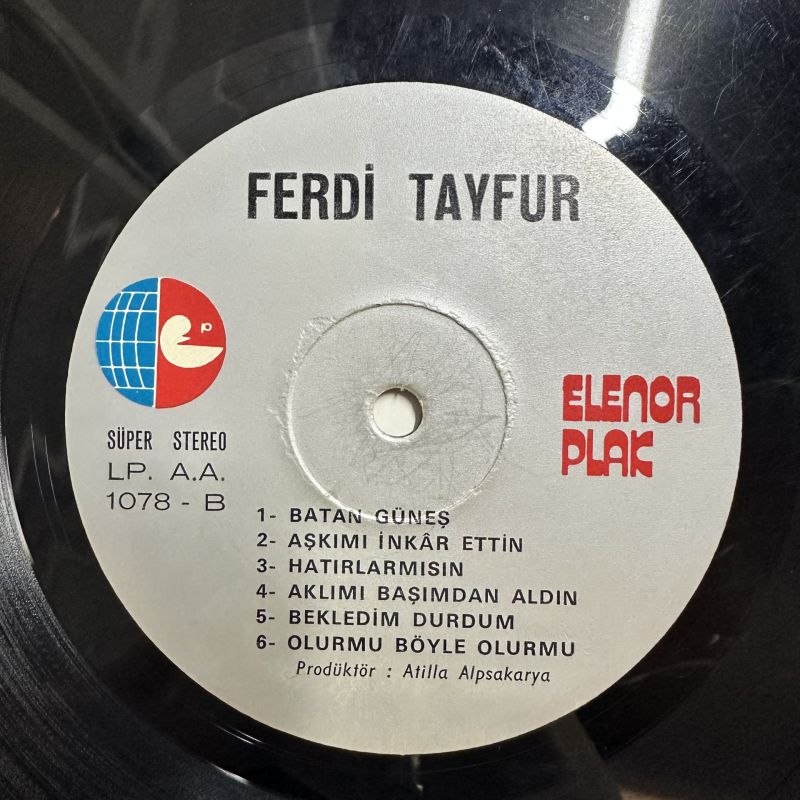 FERDİ TAYFUR
ELENOR
PLAK
SÜPER STEREO
LP. A.A.
1078 - B
1- BATAN GÜNEŞ
2- AŞKIMI İNKÂR ETTİN
3- HATIRLARMISIN
4- AKLIMI BAŞIMDAN ALDIN
5- BEKLEDİM DURDUM
6- OLURMU BÖYLE OLURMU
Prodüktör : Atilla Alpsakarya